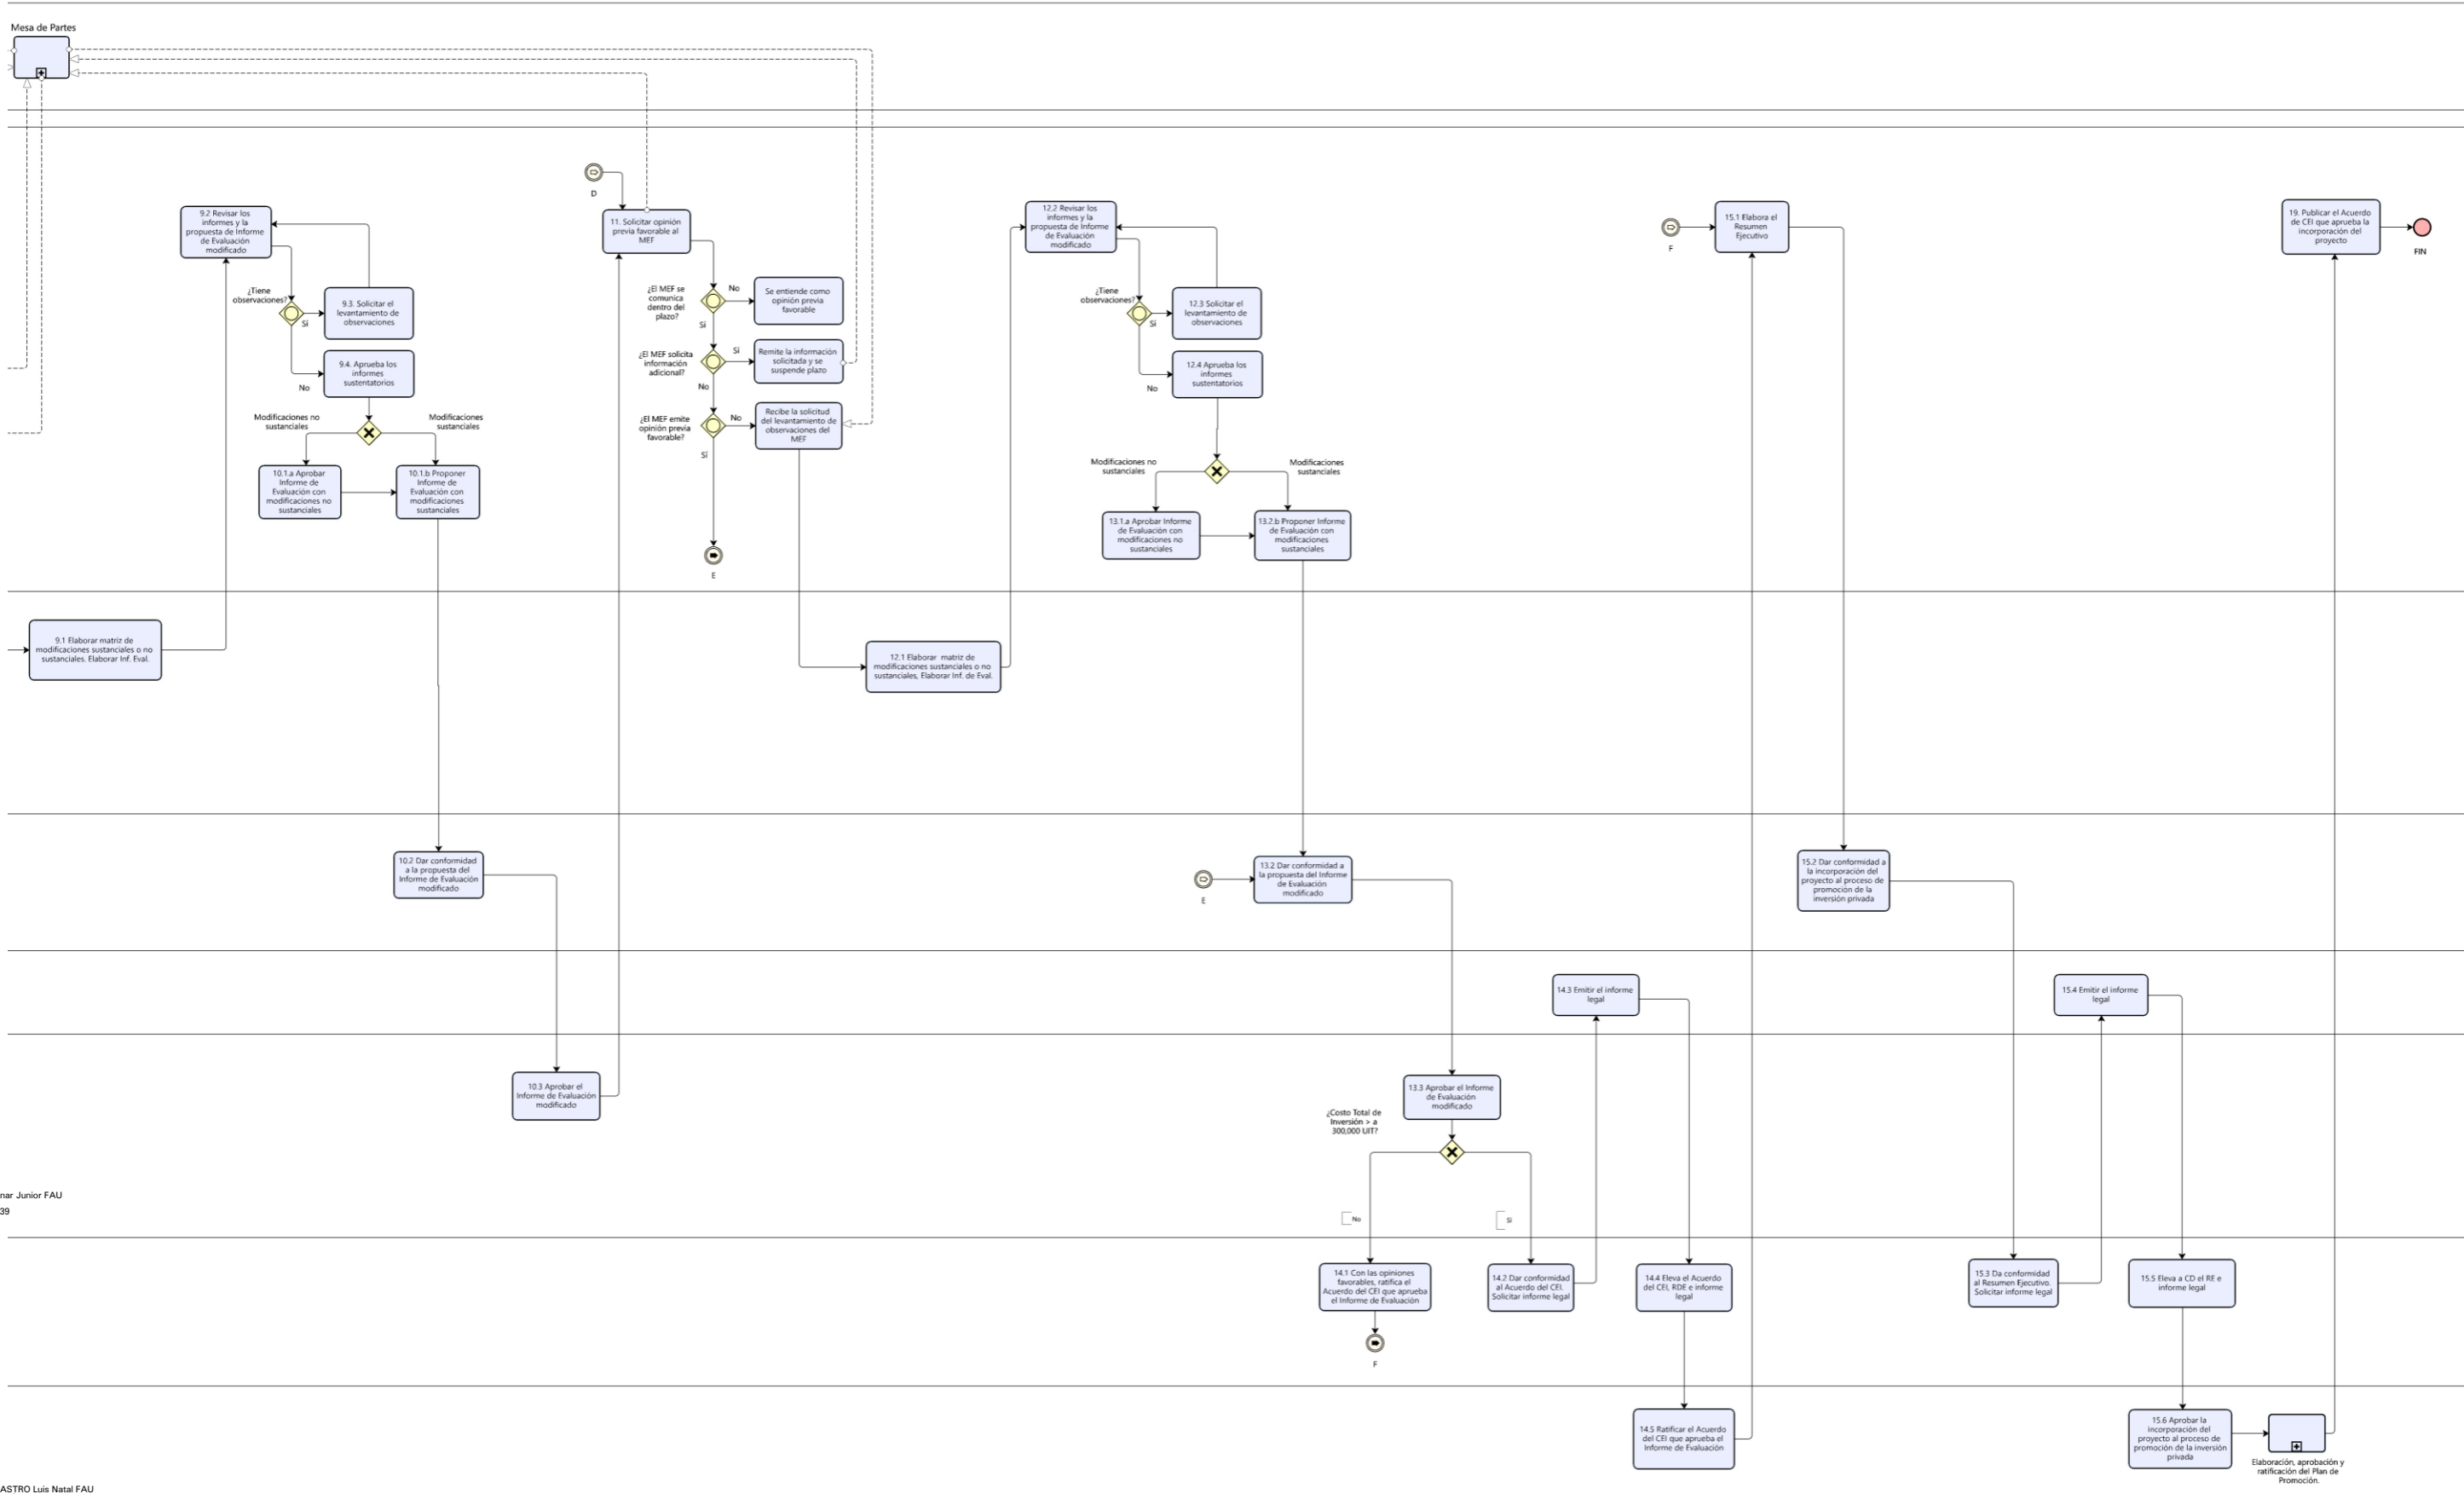 Mesa de Partes
D
9.2 Revisar los
informes y la
propuesta de Informe
de Evaluación
modificado
¿Tiene
observaciones?
Sí
9.3. Solicitar el
levantamiento de
observaciones
No
9.4. Aprueba los
informes
sustentatorios
Modificaciones no
sustanciales
Modificaciones
sustanciales
10.1.a Aprobar
Informe de
Evaluación con
modificaciones no
sustanciales
10.1.b Proponer
Informe de
Evaluación con
modificaciones
sustanciales
11. Solicitar opinión
previa favorable al
MEF
¿El MEF se
comunica
dentro del
plazo?
No
Se entiende como
opinión previa
favorable
Sí
¿El MEF solicita
información
adicional?
Si
Remite la información
solicitada y se
suspende plazo
No
¿El MEF emite
opinión previa
favorable?
No
Recibe la solicitud
del levantamiento de
observaciones del
MEF
Sí
E
12.2 Revisar los
informes y la
propuesta de Informe
de Evaluación
modificado
¿Tiene
observaciones?
Sí
12.3 Solicitar el
levantamiento de
observaciones
No
12.4 Aprueba los
informes
sustentatorios
Modificaciones no
sustanciales
Modificaciones
sustanciales
13.1.a Aprobar Informe
de Evaluación con
modificaciones no
sustanciales
13.2.b Proponer Informe
de Evaluación con
modificaciones
sustanciales
F
15.1 Elabora el
Resumen
Ejecutivo
19. Publicar el Acuerdo
de CEI que aprueba la
incorporación del
proyecto
FIN
9.1 Elaborar matriz de
modificaciones sustanciales o no
sustanciales. Elaborar Inf. Eval.
12.1 Elaborar matriz de
modificaciones sustanciales o no
sustanciales, Elaborar Inf. de Eval.
10.2 Dar conformidad
a la propuesta del
Informe de Evaluación
modificado
E
13.2 Dar conformidad a
la propuesta del Informe
de Evaluación
modificado
15.2 Dar conformidad a
la incorporación del
proyecto al proceso de
promoción de la
inversión privada
14.3 Emitir el informe
legal
15.4 Emitir el informe
legal
10.3 Aprobar el
Informe de Evaluación
modificado
13.3 Aprobar el Informe
de Evaluación
modificado
¿Costo Total de
Inversión > a
300,000 UIT?
nar Junior FAU
39
No
Si
14.1 Con las opiniones
favorables, ratifica el
Acuerdo del CEI que aprueba
el Informe de Evaluación
F
14.2 Dar conformidad
al Acuerdo del CEI.
Solicitar informe legal
14.4 Eleva el Acuerdo
del CEI, RDE e informe
legal
15.3 Da conformidad
al Resumen Ejecutivo.
Solicitar informe legal
15.5 Eleva a CD el RE e
informe legal
14.5 Ratificar el Acuerdo
del CEI que aprueba el
Informe de Evaluación
15.6 Aprobar la
incorporación del
proyecto al proceso de
promoción de la inversión
privada
Elaboración, aprobación y
ratificación del Plan de
Promoción.
ASTRO Luis Natal FAU